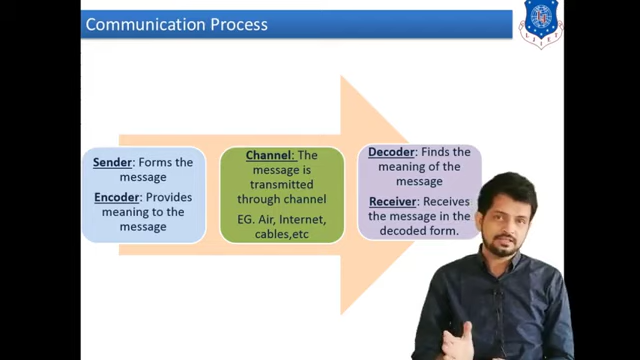 Communication Process
Sender: Forms the
message
Encoder: Provides
meaning to the
message
Channel: The
message is
transmitted
through channel
EG. Air, Internet,
cables,etc
Decoder: Finds the
meaning of the
message
Receiver: Receives
the message in the
decoded form.